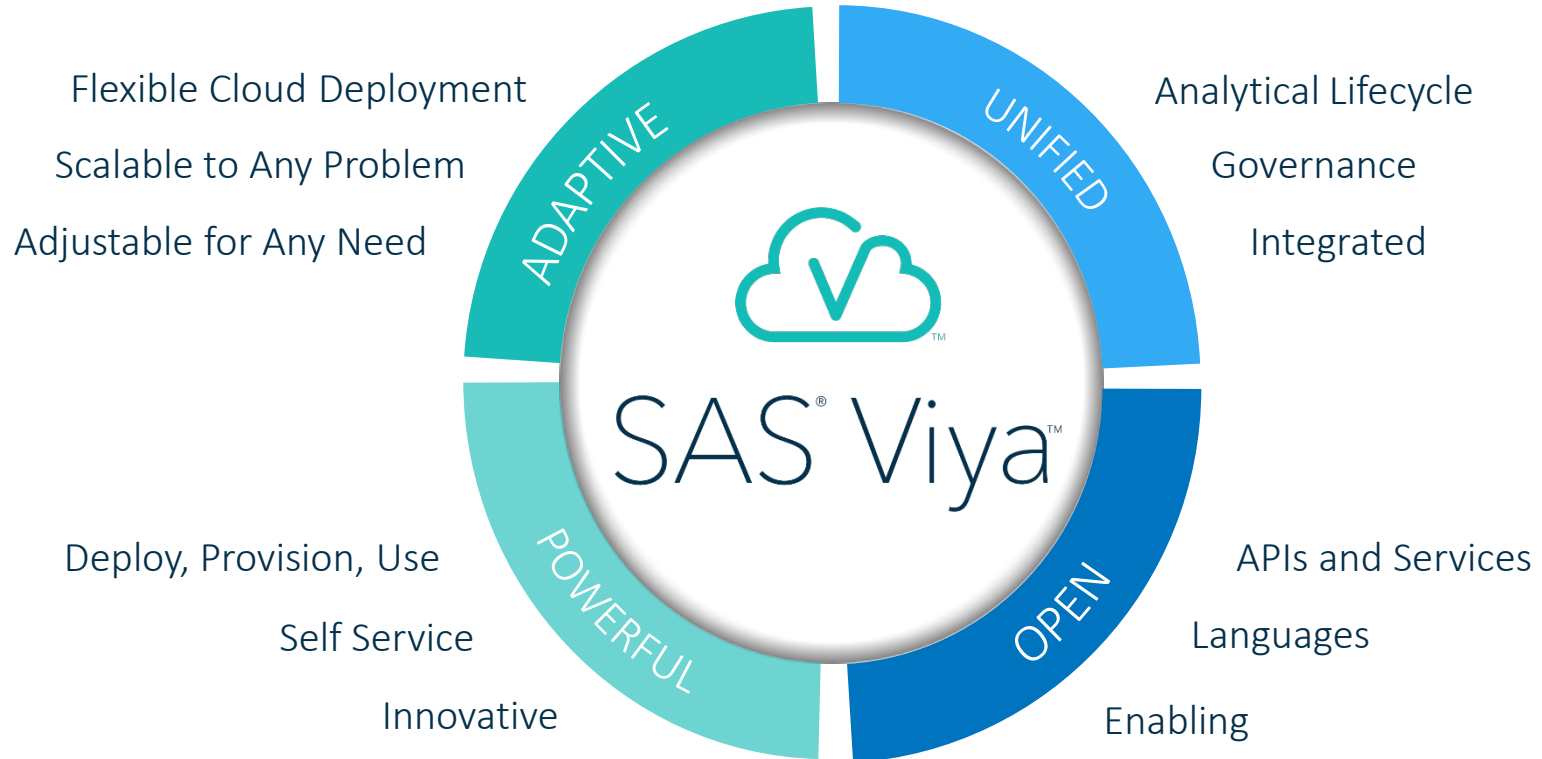 Flexible Cloud Deployment
Scalable to Any Problem
Adjustable for Any Need
ADAPTIVE
UNIFIED
Analytical Lifecycle
Governance
Integrated
TM
SAS® Viya™
Deploy, Provision, Use
Self Service
Innovative
POWERFUL
OPEN
APIs and Services
Languages
Enabling